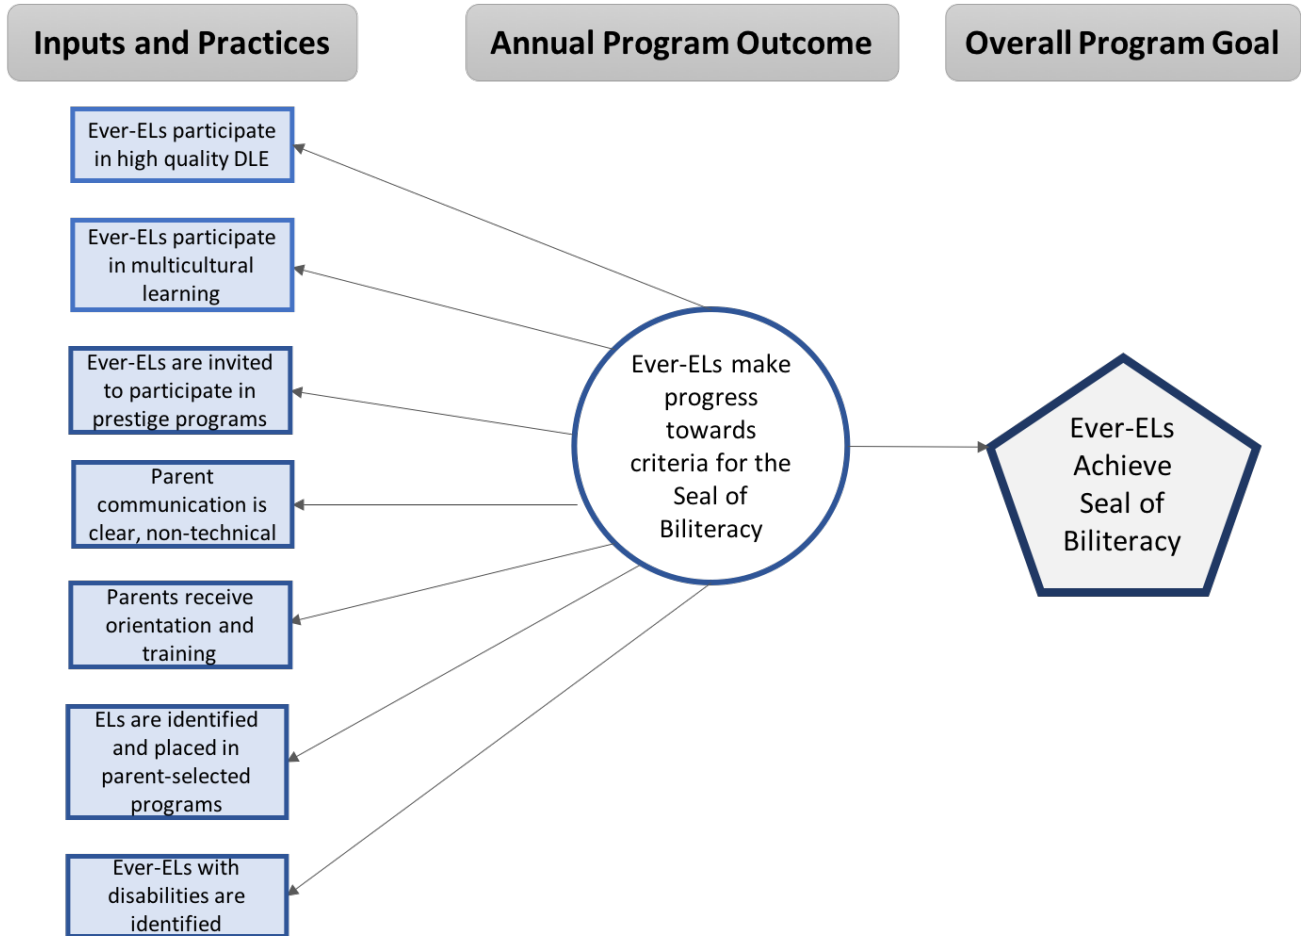 Inputs and Practices
Annual Program Outcome
Overall Program Goal
Ever-ELs participate
in high quality DLE
Ever-ELs participate
in multicultural
learning
Ever-ELs are invited
to participate in
prestige programs
Parent
communication is
clear, non-technical
Parents receive
orientation and
training
ELs are identified
and placed in
parent-selected
programs
Ever-ELs with
disabilities are
identified
Ever-ELs make
progress
towards
criteria for the
Seal of
Biliteracy
Ever-ELs
Achieve
Seal of
Biliteracy